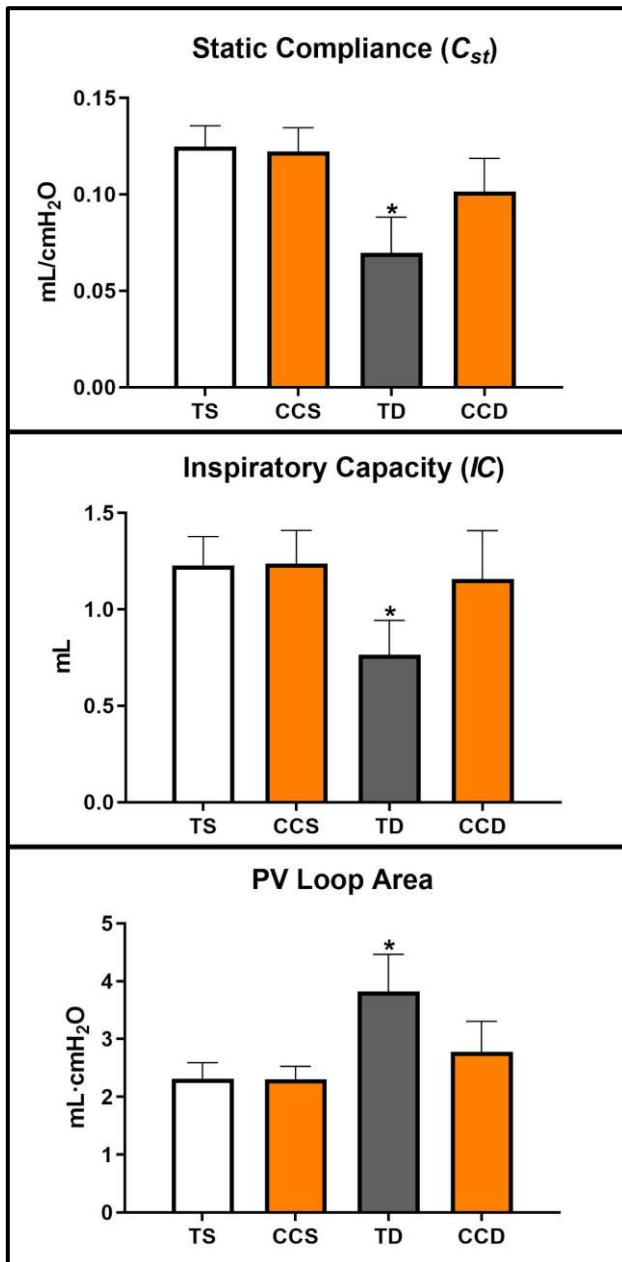 Static Compliance (Cst)
mL/cmH₂O
0.15
0.10
0.05
0.00
*
TS CCS TD CCD
Inspiratory Capacity (IC)
mL
1.5
1.0
0.5
0.0
*
TS CCS TD CCD
PV Loop Area
mL·cmH₂O
5
4
3
2
1
0
*
TS CCS TD CCD